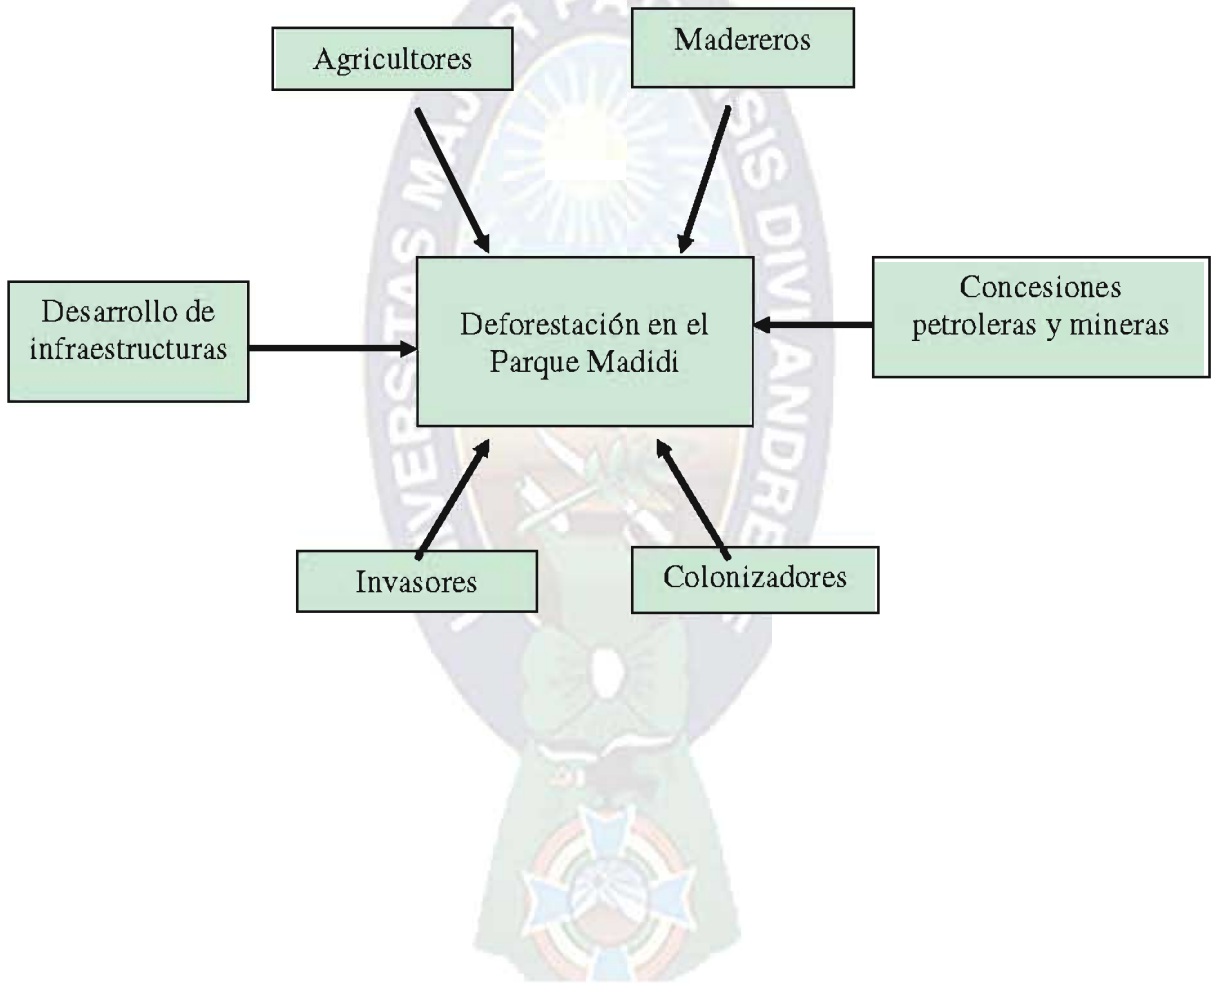 Agricultores
Madereros
Desarrollo de
infraestructuras
Deforestación en el
Parque Madidi
Concesiones
petroleras y mineras
Invasores
Colonizadores